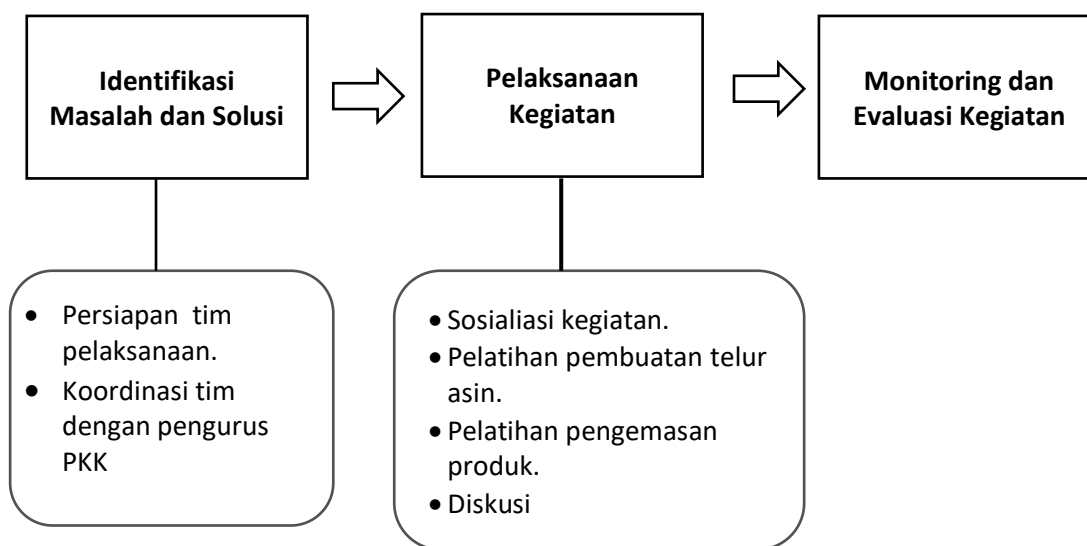 Identifikasi
Masalah dan Solusi
Pelaksanaan
Kegiatan
Monitoring dan
Evaluasi Kegiatan
• Persiapan tim
pelaksanaan.
• Koordinasi tim
dengan pengurus
PKK
• Sosialiasi kegiatan.
• Pelatihan pembuatan telur
asin.
• Pelatihan pengemasan
produk.
• Diskusi